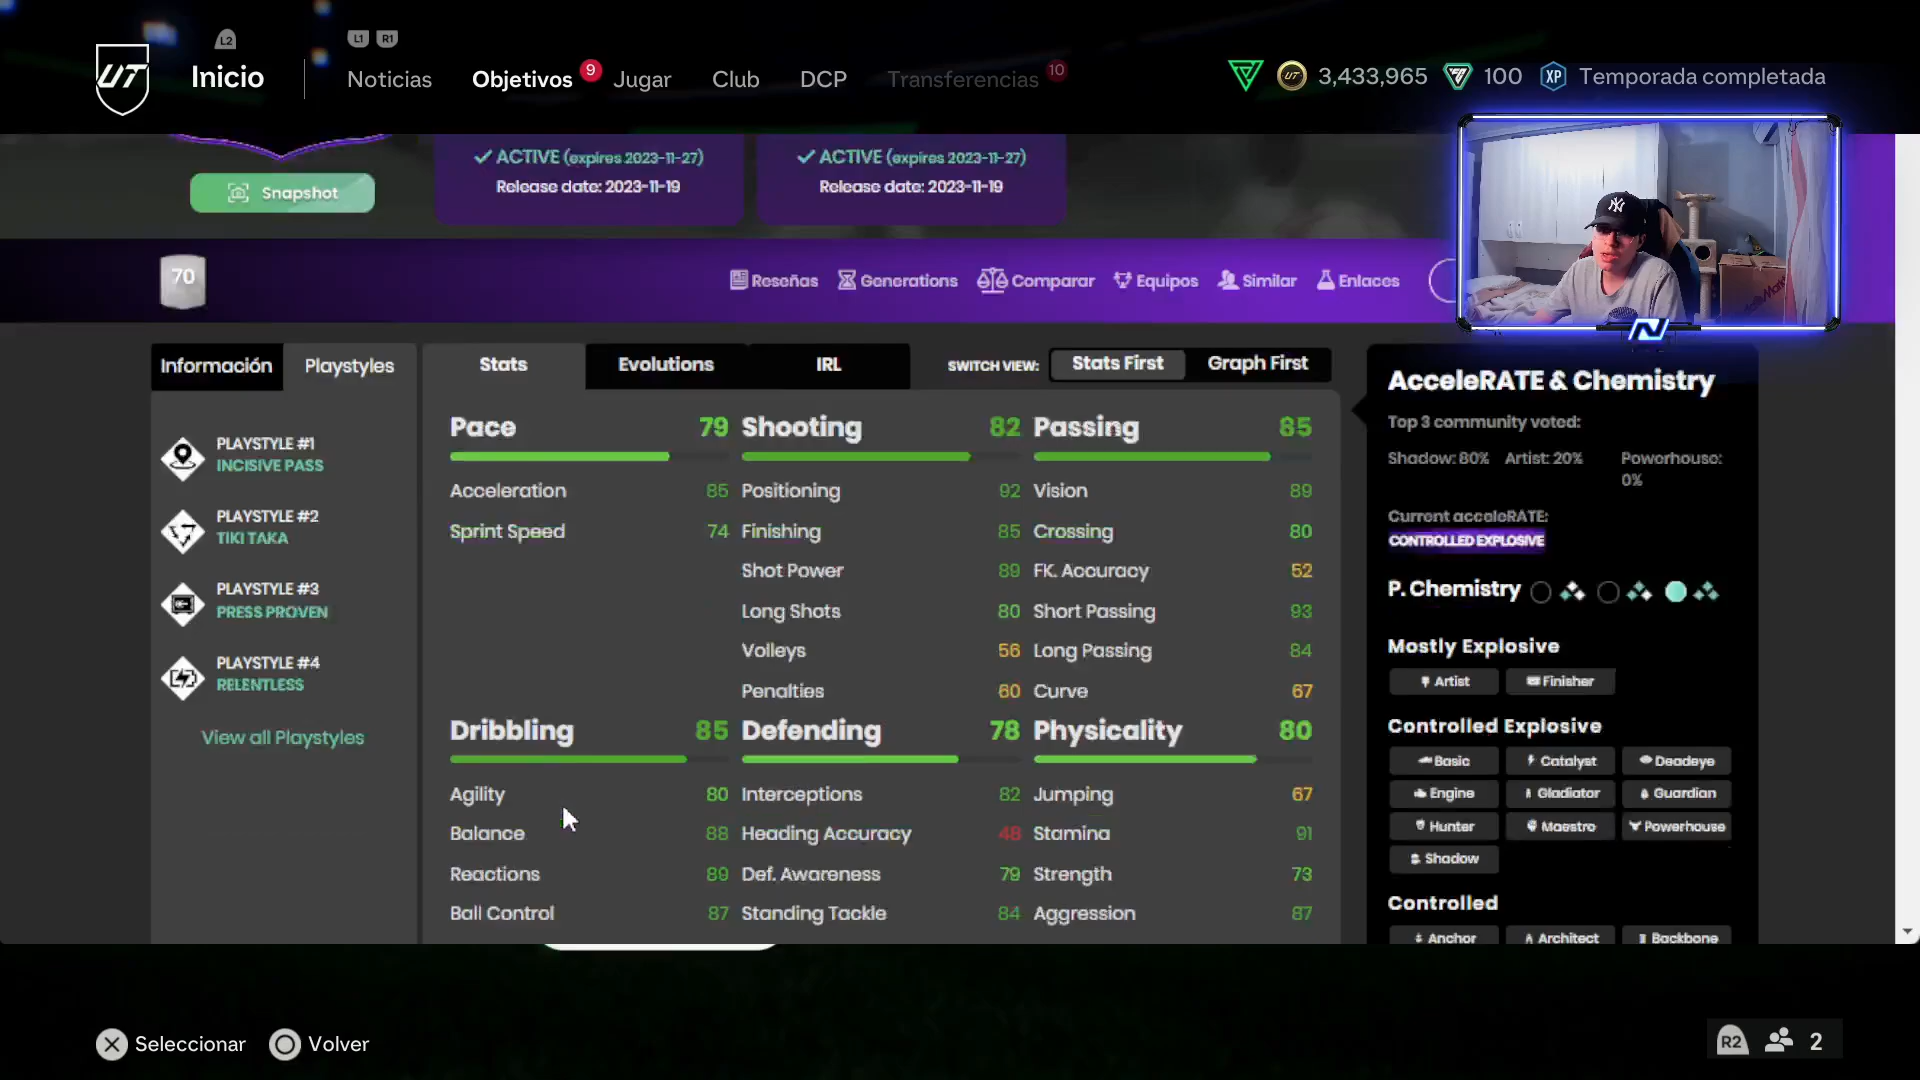 L2
L1 R1
UT
Inicio
Noticias
Objetivos 9
Jugar
Club
DCP
Transferencias 10
UT 3,433,965
100
XP Temporada completada
ACTIVE (expires 2023-11-27)
Release date: 2023-11-19
ACTIVE (expires 2023-11-27)
Release date: 2023-11-19
Snapshot
NY
70
Reseñas
Generations
Comparar
Equipos
Similar
Enlaces
N
Información
Playstyles
PLAYSTYLE #1
INCISIVE PASS
PLAYSTYLE #2
TIKI TAKA
PLAYSTYLE #3
PRESS PROVEN
PLAYSTYLE #4
RELENTLESS
View all Playstyles
Stats
Evolutions
IRL
SWITCH VIEW:
Stats First
Graph First
Pace 79
Acceleration 85
Sprint Speed 74
Shooting 82
Positioning 92
Finishing 85
Shot Power 89
Long Shots 80
Volleys 56
Penalties 60
Passing 85
Vision 89
Crossing 80
FK. Accuracy 52
Short Passing 93
Long Passing 84
Curve 67
Dribbling 85
Agility 80
Balance 88
Reactions 89
Ball Control 87
Defending 78
Interceptions 82
Heading Accuracy 48
Def. Awareness 79
Standing Tackle 84
Physicality 80
Jumping 67
Stamina 91
Strength 73
Aggression 87
AcceleRATE & Chemistry
Top 3 community voted:
Shadow: 80% Artist: 20% Powerhouse:
0%
Current acceleRATE:
CONTROLLED EXPLOSIVE
P. Chemistry
Mostly Explosive
Artist
Finisher
Controlled Explosive
Basic
Catalyst
Deadeye
Engine
Gladiator
Guardian
Hunter
Maestro
Powerhouse
Shadow
Controlled
Anchor
Architect
Backbone
Seleccionar
Volver
R2
2